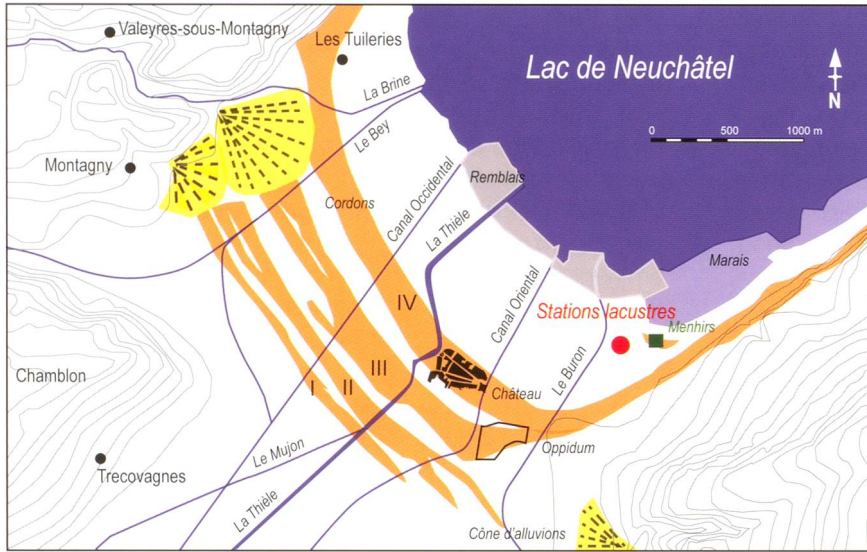 Valeyres-sous-Montagny
Les Tuileries
Lac de Neuchâtel
N
La Brine
0 500 1000 m
Le Bey
Montagny
Remblais
Cordons
Canal Occidental
La Thièle
Marais
Canal Oriental
IV
Stations lacustres
Menhirs
III
Chamblon
II
I
Château
Le Buron
Oppidum
Le Mujon
Trecovagnes
La Thièle
Cône d'alluvions